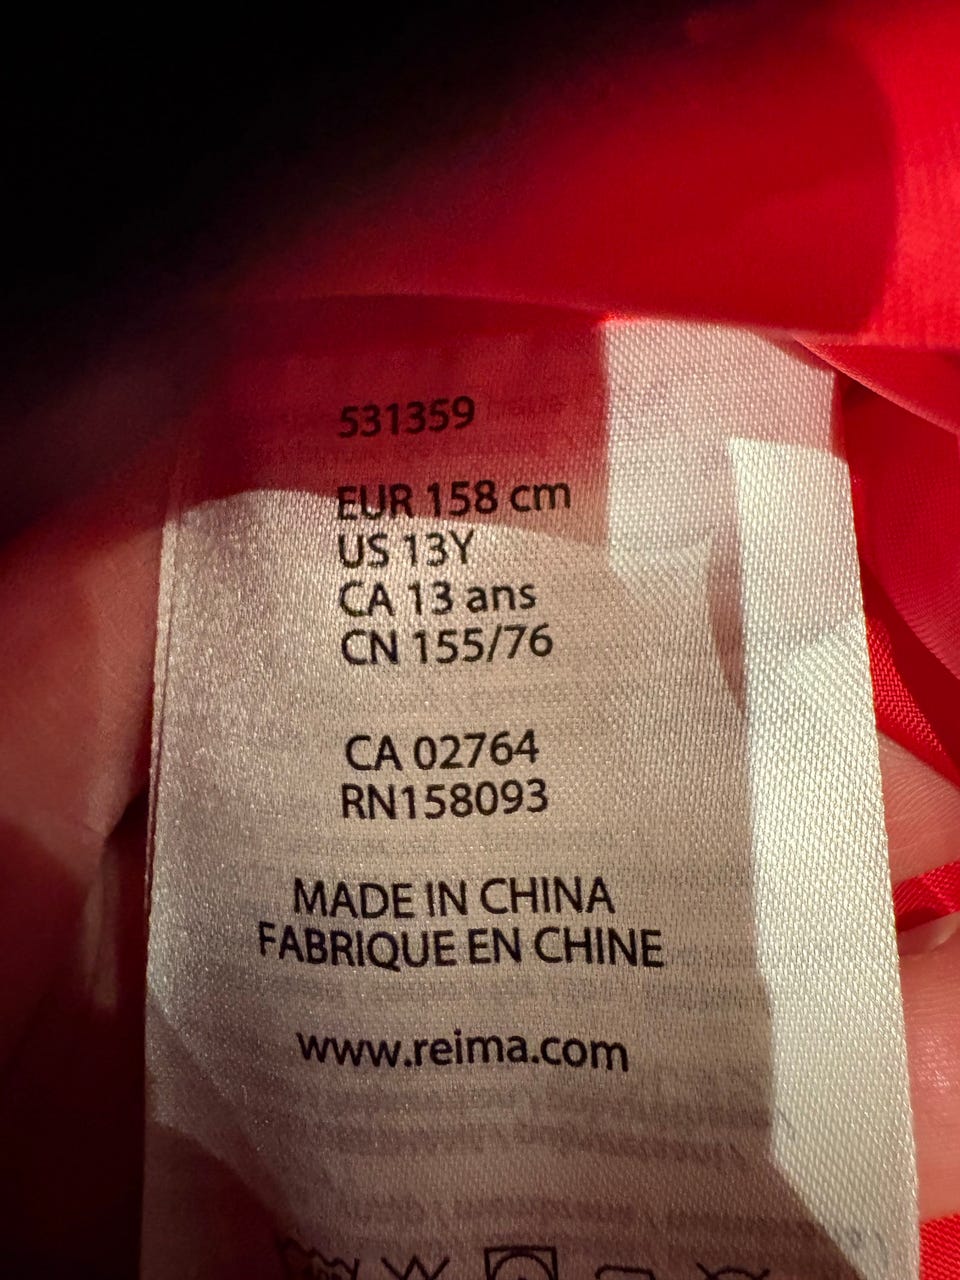 531359
EUR 158 cm
US 13Y
CA 13 ans
CN 155/76
CA 02764
RN158093
MADE IN CHINA
FABRIQUE EN CHINE
www.reima.com